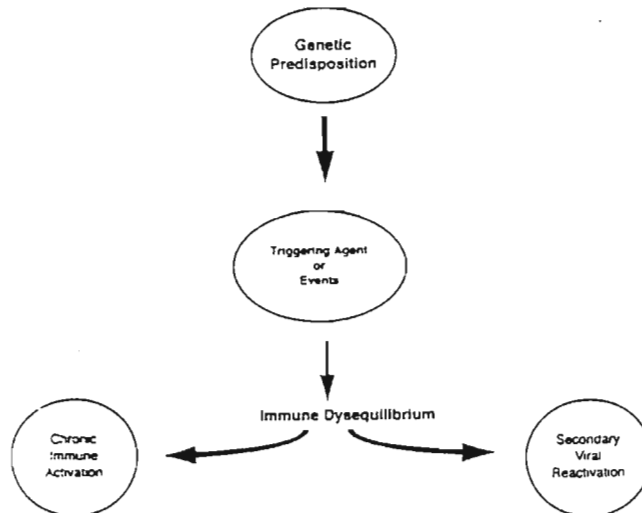 Genetic
Predisposition
Triggering Agent
or
Events
Immune Dysequilibrium
Chronic
Immune
Activation
Secondary
Viral
Reactivation